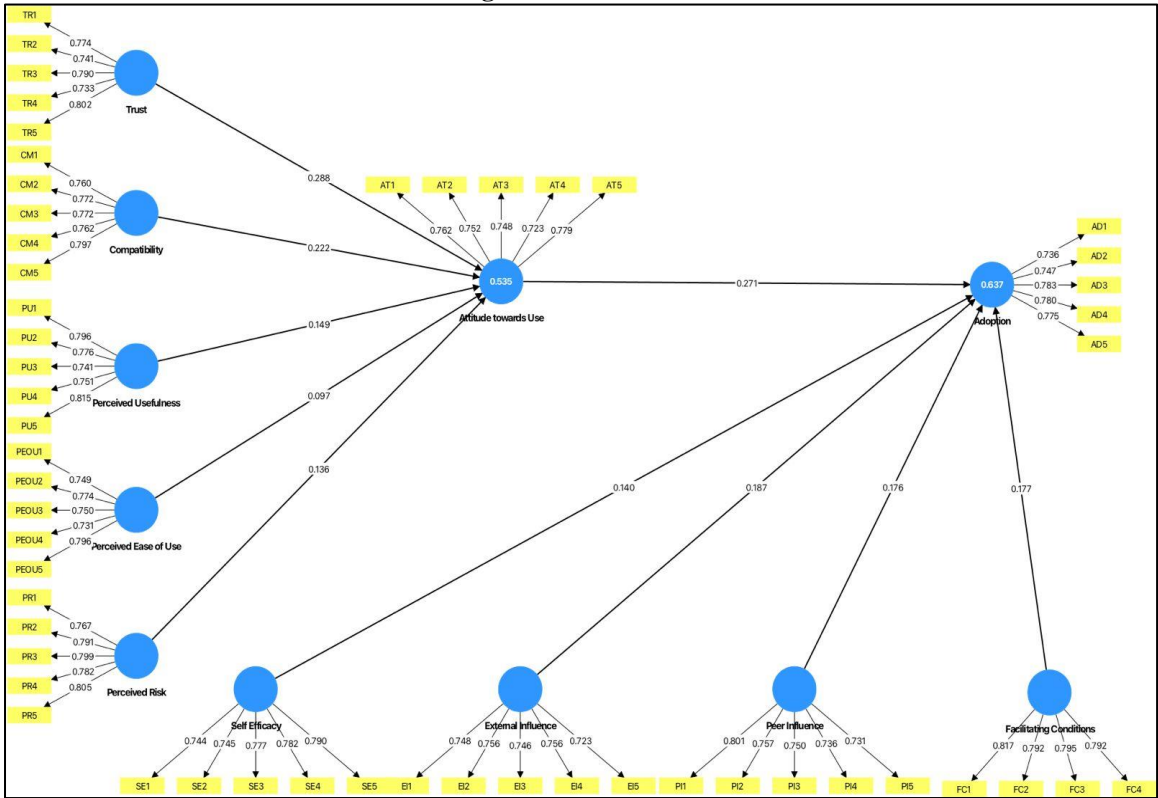 TR1
TR2
TR3
TR4
TR5
0.774
0.741
0.790
0.733
0.802
Trust
CM1
CM2
CM3
CM4
CM5
0.760
0.772
0.772
0.762
0.797
Compatibility
PU1
PU2
PU3
PU4
PU5
0.796
0.776
0.741
0.751
0.815
Perceived Usefulness
PEOU1
PEOU2
PEOU3
PEOU4
PEOU5
0.749
0.774
0.750
0.731
0.796
Perceived Ease of Use
PR1
PR2
PR3
PR4
PR5
0.767
0.791
0.799
0.782
0.805
Perceived Risk
0.288
0.222
0.149
0.097
0.136
AT1 AT2 AT3 AT4 AT5
0.762 0.752 0.748 0.723 0.779
0.535
Attitude towards Use
0.271
0.637
Adoption
AD1
AD2
AD3
AD4
AD5
0.736
0.747
0.783
0.780
0.775
0.140
0.187
0.176
0.177
Self Efficacy
0.744 0.745 0.777 0.782 0.790
SE1 SE2 SE3 SE4 SE5
External Influence
0.748 0.756 0.746 0.756 0.723
EI1 EI2 EI3 EI4 EI5
Peer Influence
0.801 0.757 0.750 0.736 0.731
PI1 PI2 PI3 PI4 PI5
Facilitating Conditions
0.817 0.792 0.795 0.792
FC1 FC2 FC3 FC4